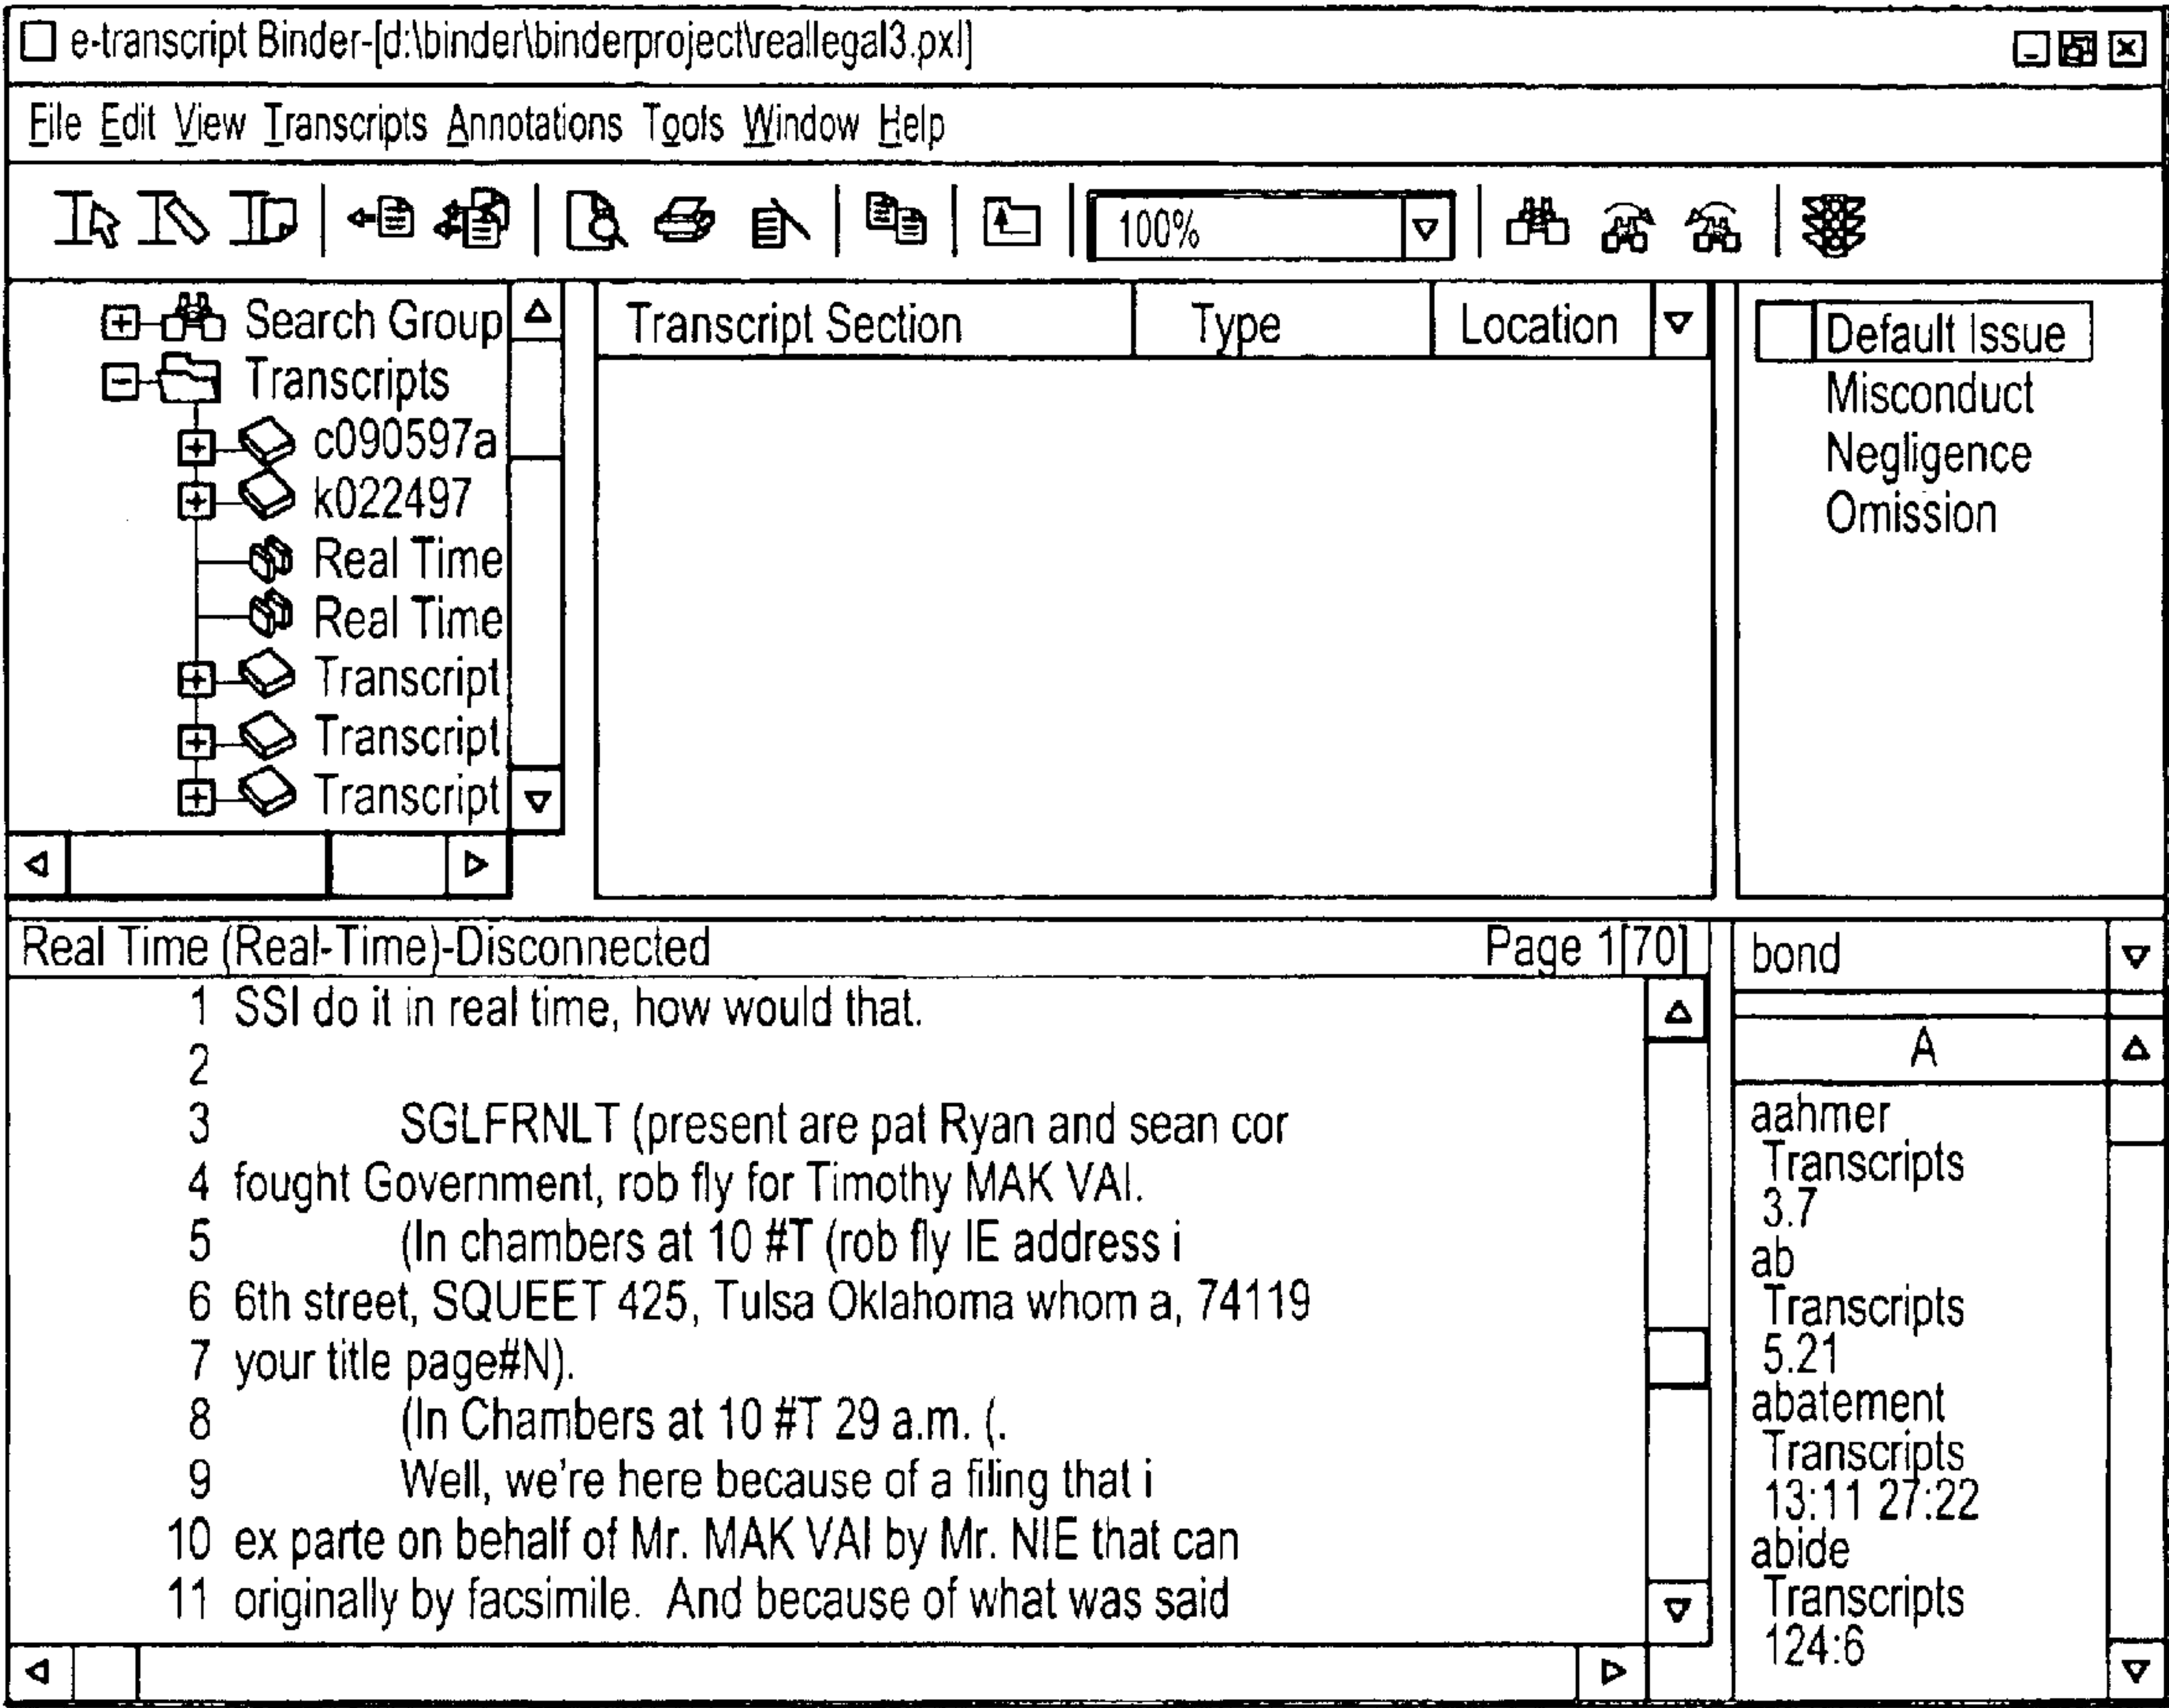 e-transcript Binder-[d:\binder\binderproject\reallegal3.pxl]
File Edit View Transcripts Annotations Tools Window Help
100%
Search Group
Transcripts
c090597a
k022497
Real Time
Real Time
Transcript
Transcript
Transcript
Transcript Section Type Location
Default Issue
Misconduct
Negligence
Omission
Real Time (Real-Time)-Disconnected Page 1[70]
1 SSI do it in real time, how would that.
2
3 SGLFRNLT (present are pat Ryan and sean cor
4 fought Government, rob fly for Timothy MAK VAI.
5 (In chambers at 10 #T (rob fly IE address i
6 6th street, SQUEET 425, Tulsa Oklahoma whom a, 74119
7 your title page#N).
8 (In Chambers at 10 #T 29 a.m. (.
9 Well, we're here because of a filing that i
10 ex parte on behalf of Mr. MAK VAI by Mr. NIE that can
11 originally by facsimile. And because of what was said
bond
A
aahmer
Transcripts
3.7
ab
Transcripts
5.21
abatement
Transcripts
13:11 27:22
abide
Transcripts
124:6